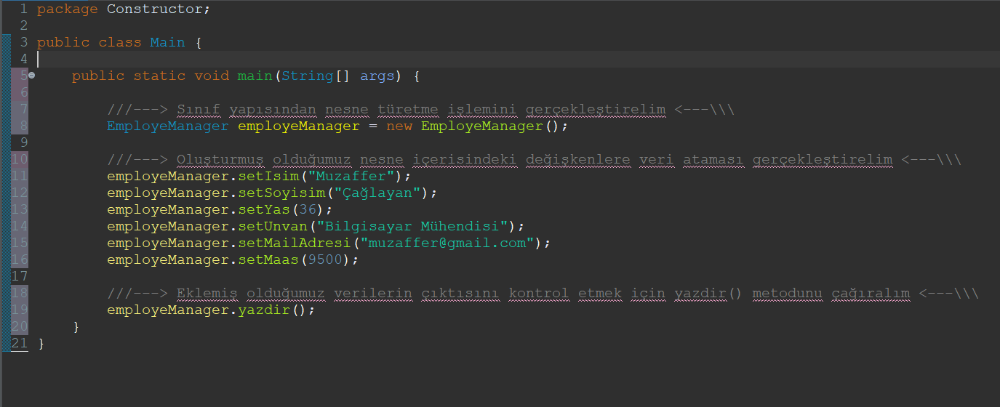 1 package Constructor;
2
3 public class Main {
4
5 public static void main(String[] args) {
6
7 ///---> Sınıf yapısından nesne türetme işlemini gerçekleştirelim <---\\\
8 EmployeManager employeManager = new EmployeManager();
9
10 ///---> Oluşturmuş olduğumuz nesne içerisindeki değişkenlere veri ataması gerçekleştirelim <---\\\
11 employeManager.setIsim("Muzaffer");
12 employeManager.setSoyisim("Çağlayan");
13 employeManager.setYas(36);
14 employeManager.setUnvan("Bilgisayar Mühendisi");
15 employeManager.setMailAdresi("muzaffer@gmail.com");
16 employeManager.setMaas(9500);
17
18 ///---> Eklemiş olduğumuz verilerin çıktısını kontrol etmek için yazdir() metodunu çağıralım <---\\\
19 employeManager.yazdir();
20 }
21 }